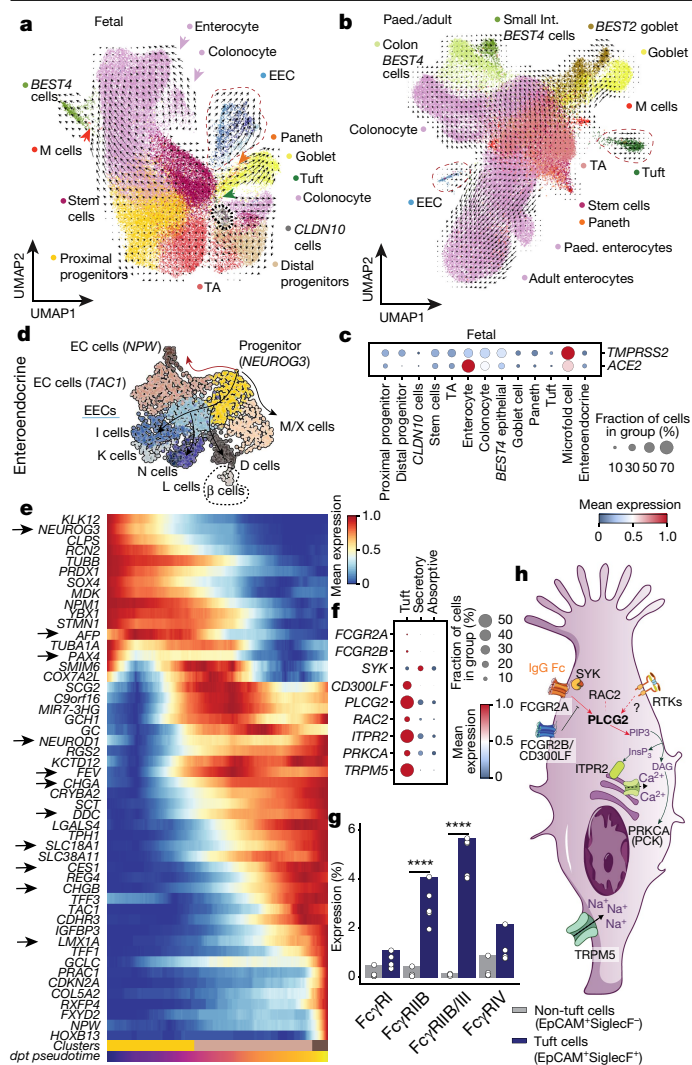 a
Fetal
Enterocyte
Colonocyte
EEC
BEST4
cells
M cells
Paneth
Goblet
Tuft
Colonocyte
CLDN10
cells
Stem
cells
Proximal
progenitors
TA
Distal
progenitors
UMAP2
UMAP1
b
Paed./adult
Small Int.
BEST4 cells
BEST2 goblet
Goblet
Colon
BEST4
cells
M cells
Colonocyte
TA
Tuft
EEC
Stem cells
Paneth
Paed. enterocytes
Adult enterocytes
UMAP2
UMAP1
c
Fetal
TMPRSS2
ACE2
Proximal progenitor
Distal progenitor
CLDN10 cells
Stem cells
TA
Enterocyte
Colonocyte
BEST4 epithelial
Goblet cell
Paneth
Tuft
Microfold cell
Enteroendocrine
Fraction of cells
in group (%)
10 30 50 70
Mean expression
0 0.5 1.0
d
Enteroendocrine
EC cells (NPW)
Progenitor
(NEUROG3)
EC cells (TAC1)
EECs
I cells
K cells
N cells
L cells
β cells
D cells
M/X cells
e
KLK12
NEUROG3
CLPS
RCN2
TUBB
PRDX1
SOX4
MDK
NPM1
YBX1
STMN1
AFP
TUBA1A
PAX4
SMIM6
COX7A2L
SCG2
C9orf16
MIR7-3HG
GCH1
GC
NEUROD1
RGS2
KCTD12
FEV
CHGA
CRYBA2
SCT
DDC
LGALS4
TPH1
SLC18A1
SLC38A11
CES1
REG4
CHGB
TFF3
TAC1
CDHR3
IGFBP3
LMX1A
TFF1
GCLC
PRAC1
CDKN2A
COL5A2
RXFP4
FXYD2
NPW
HOXB13
Clusters
dpt pseudotime
Mean expression
1.0
0.5
0
f
Tuft
Secretory
Absorptive
FCGR2A
FCGR2B
SYK
CD300LF
PLCG2
RAC2
ITPR2
PRKCA
TRPM5
Fraction of cells
in group (%)
50
40
30
20
10
Mean expression
1.0
0.5
0
g
Expression (%)
6
4
2
0
****
****
FcγRI
FcγRIIB
FcγRIIB/III
FcγRIV
Non-tuft cells
(EpCAM+SiglecF−)
Tuft cells
(EpCAM+SiglecF+)
h
IgG Fc
SYK
RAC2
FCGR2A
?
RTKs
PLCG2
PIP3
FCGR2B/
CD300LF
InsP3
ITPR2
DAG
Ca2+
Ca2+
PRKCA
(PCK)
Na+
Na+
Na+
TRPM5